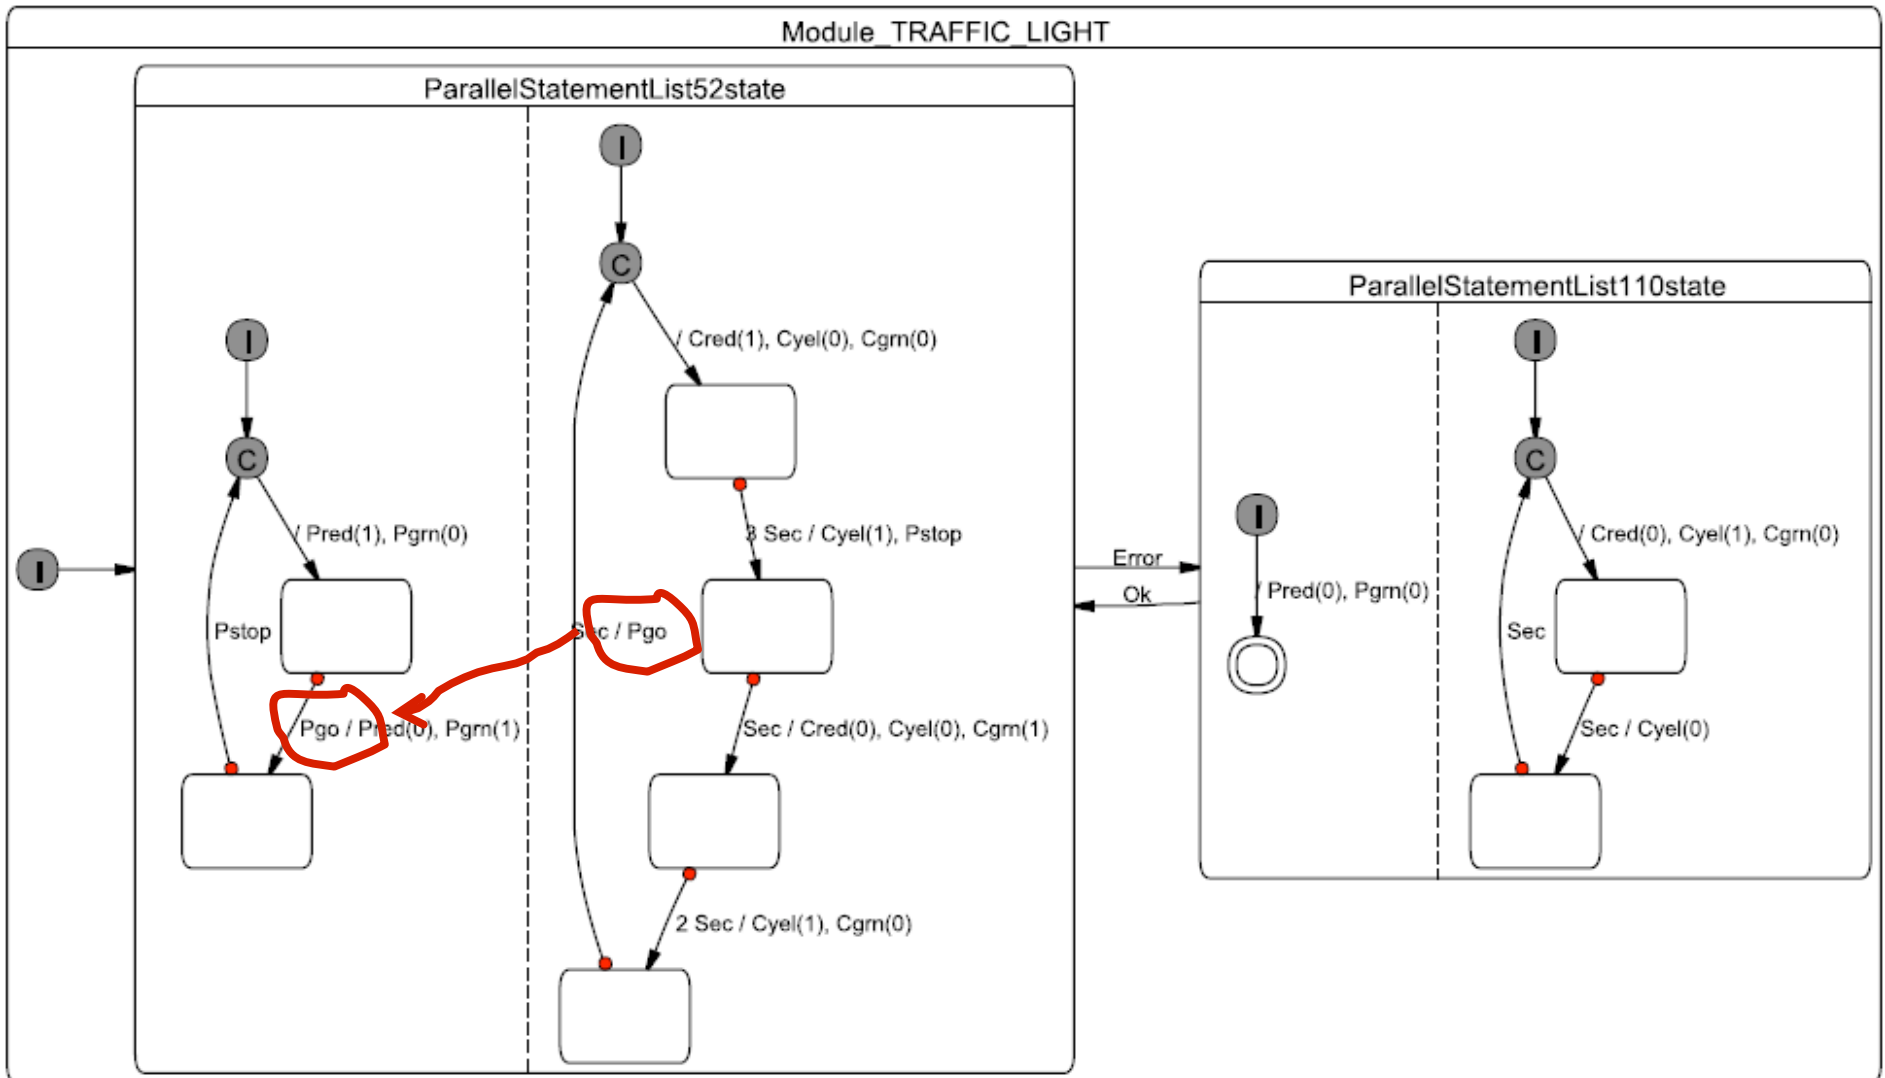 Module_TRAFFIC_LIGHT
ParallelStatementList52state
I
C
/ Cred(1), Cyel(0), Cgrn(0)
3 Sec / Cyel(1), Pstop
Sec / Pgo
Sec / Cred(0), Cyel(0), Cgrn(1)
2 Sec / Cyel(1), Cgrn(0)
I
C
/ Pred(1), Pgrn(0)
Pstop
Pgo / Pred(0), Pgrn(1)
I
Error
Ok
ParallelStatementList110state
I
/ Pred(0), Pgrn(0)
I
C
/ Cred(0), Cyel(1), Cgrn(0)
Sec
Sec / Cyel(0)